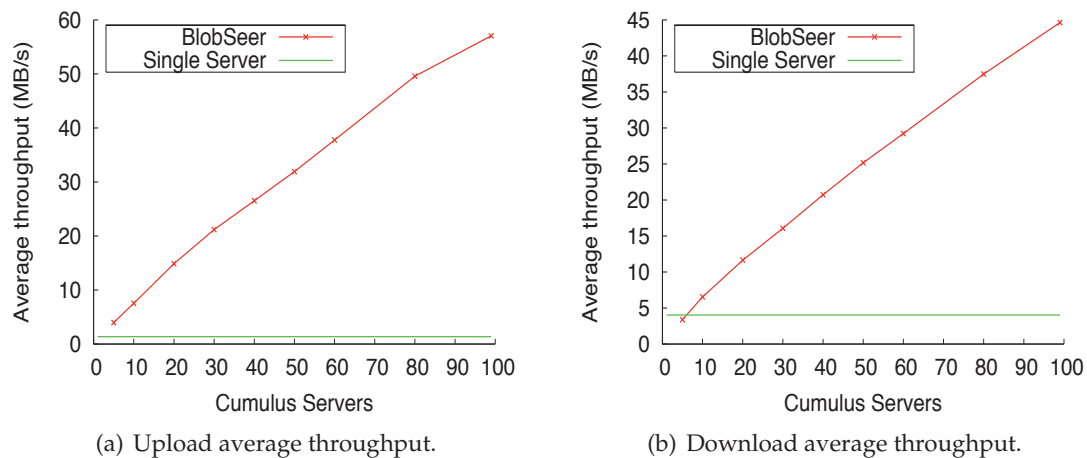 60
50
40
30
20
10
0
0 10 20 30 40 50 60 70 80 90 100
Average throughput (MB/s)
Cumulus Servers
BlobSeer
Single Server
(a) Upload average throughput.
45
40
35
30
25
20
15
10
5
0
0 10 20 30 40 50 60 70 80 90 100
Average throughput (MB/s)
Cumulus Servers
BlobSeer
Single Server
(b) Download average throughput.